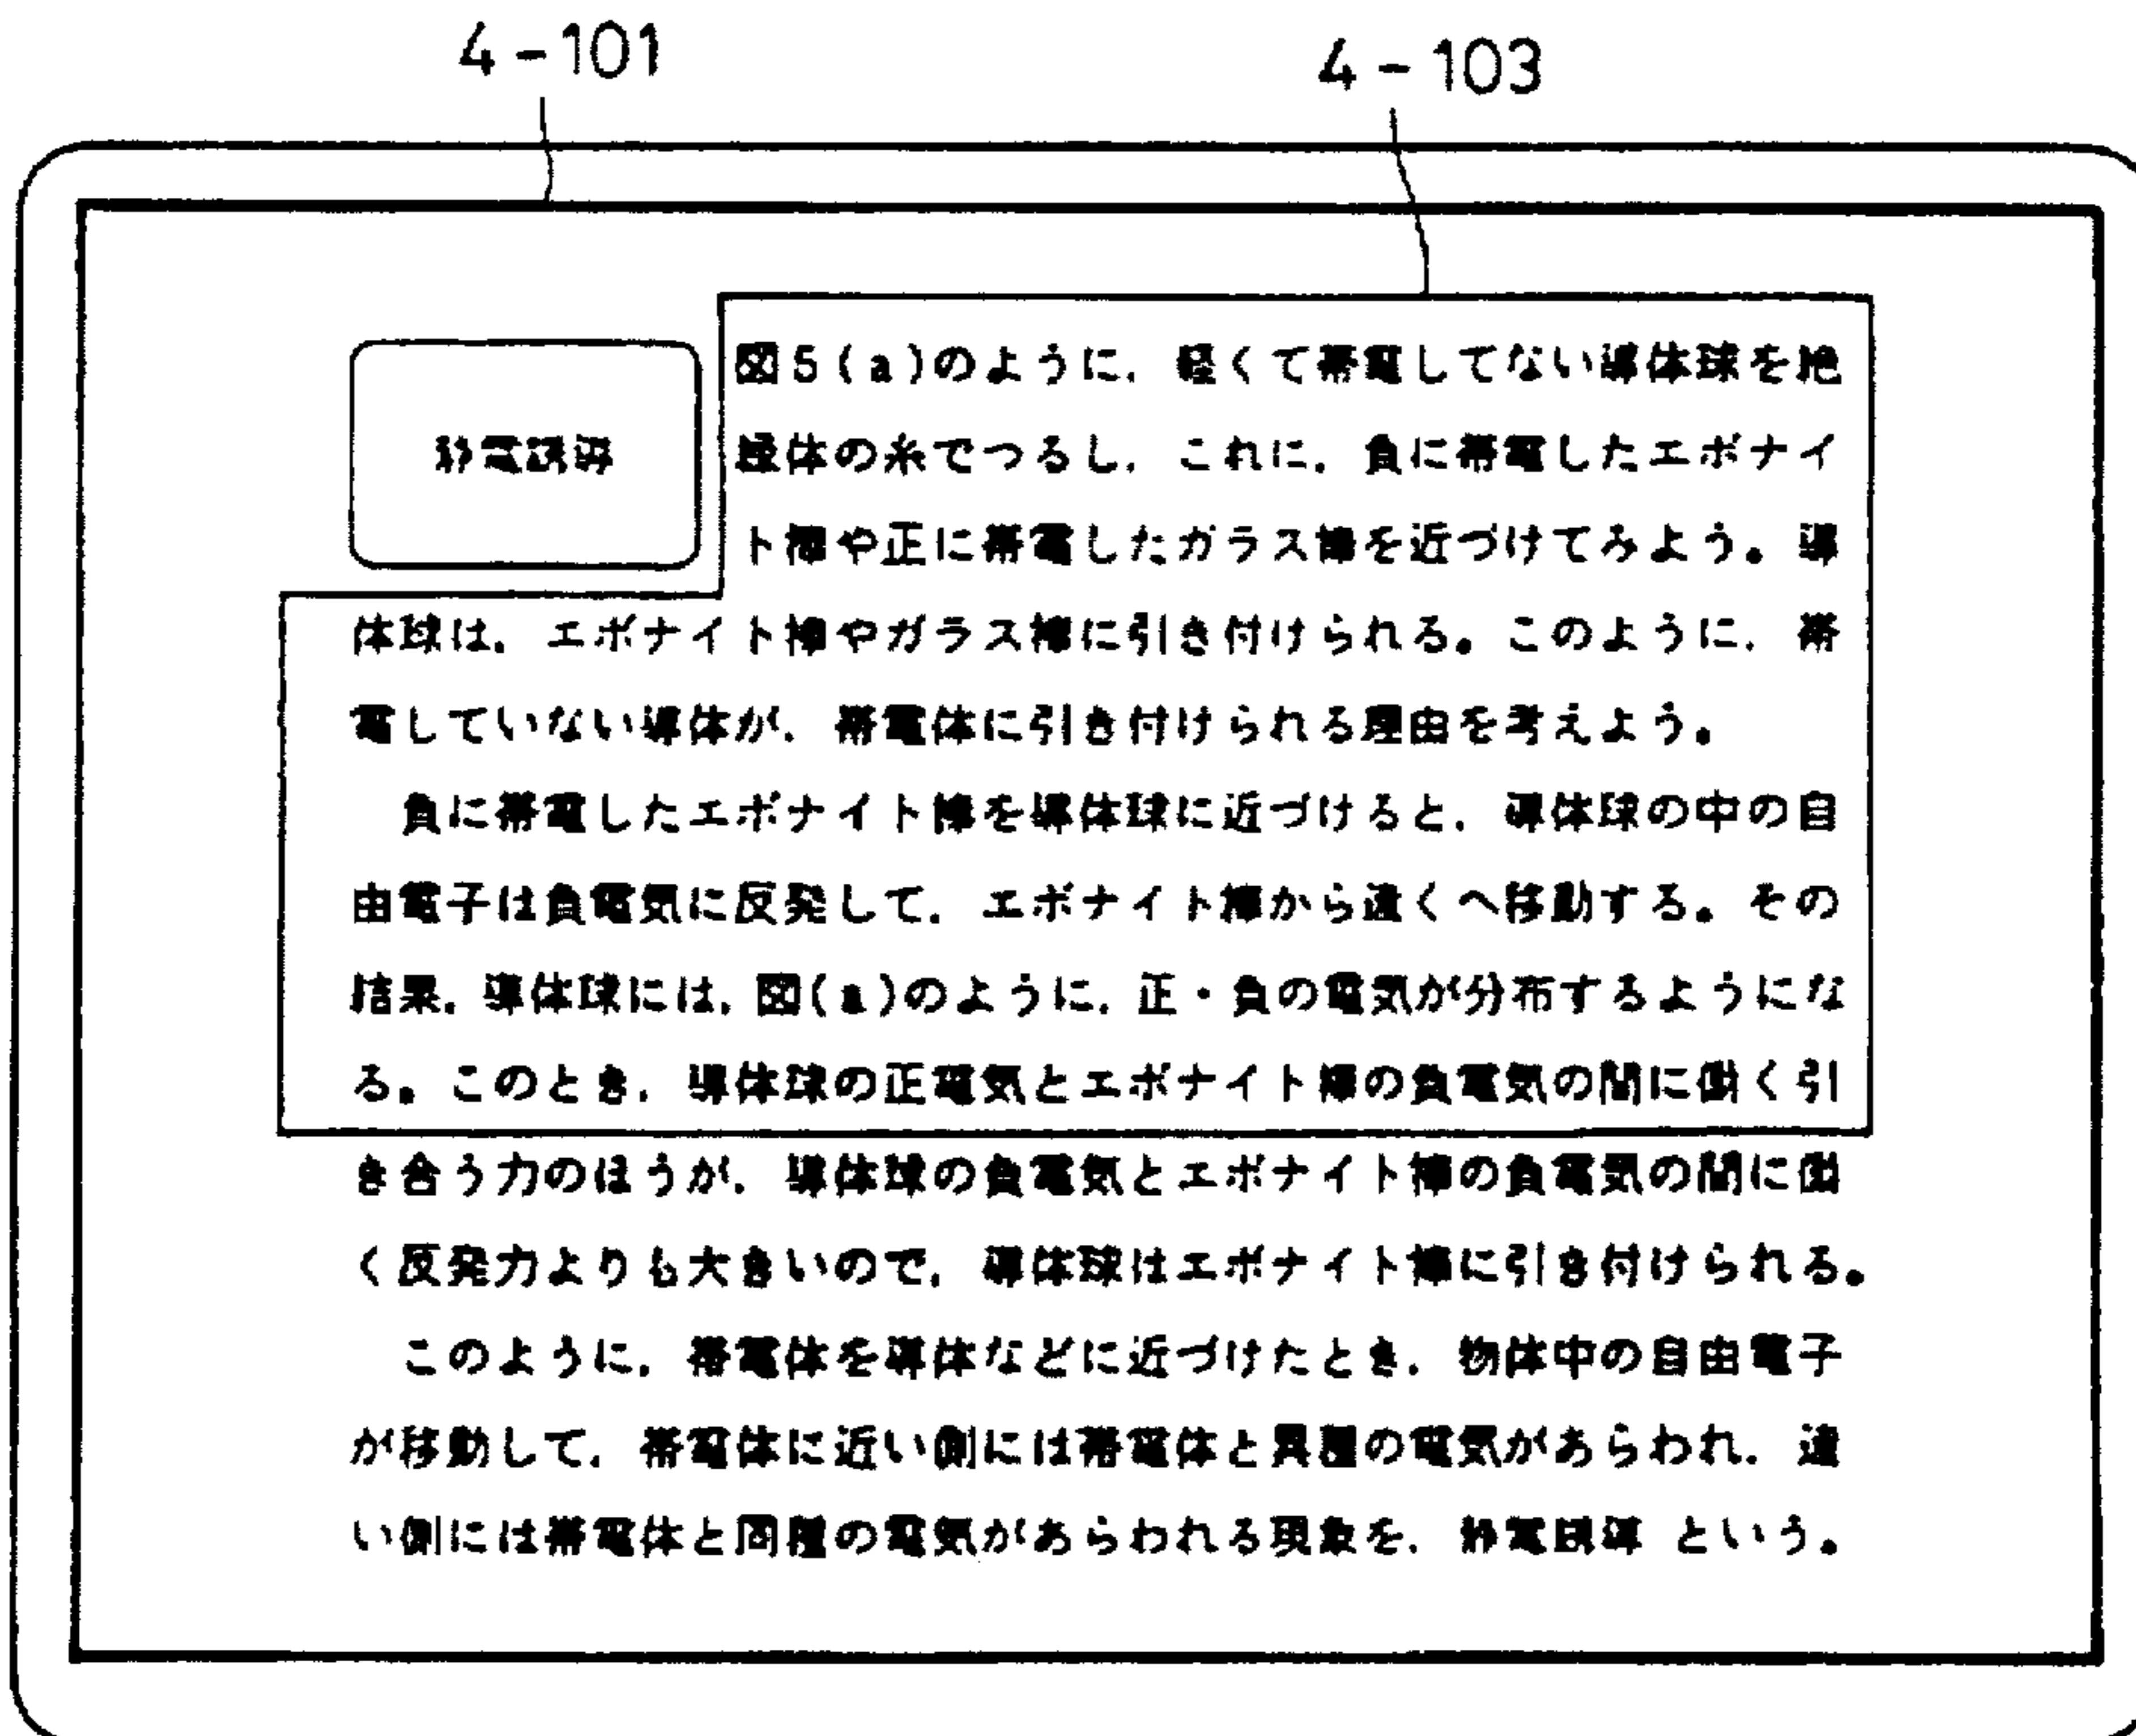 4-101
4-103
静電誘導
図5(a)のように，軽くて帯電してない導体球を絶
縁体の糸でつるし，これに，負に帯電したエボナイ
ト棒や正に帯電したガラス棒を近づけてみよう。導
体球は，エボナイト棒やガラス棒に引き付けられる。このように，帯
電していない導体が，帯電体に引き付けられる理由を考えよう。
負に帯電したエボナイト棒を導体球に近づけると，導体球の中の自
由電子は負電気に反発して，エボナイト棒から遠くへ移動する。その
結果，導体球には，図(a)のように，正・負の電気が分布するようにな
る。このとき，導体球の正電気とエボナイト棒の負電気の間に働く引
き合う力のほうが，導体球の負電気とエボナイト棒の負電気の間に働
く反発力よりも大きいので，導体球はエボナイト棒に引き付けられる。
このように，帯電体を導体などに近づけたとき，物体中の自由電子
が移動して，帯電体に近い側には帯電体と異種の電気があらわれ，遠
い側には帯電体と同種の電気があらわれる現象を，静電誘導 という。